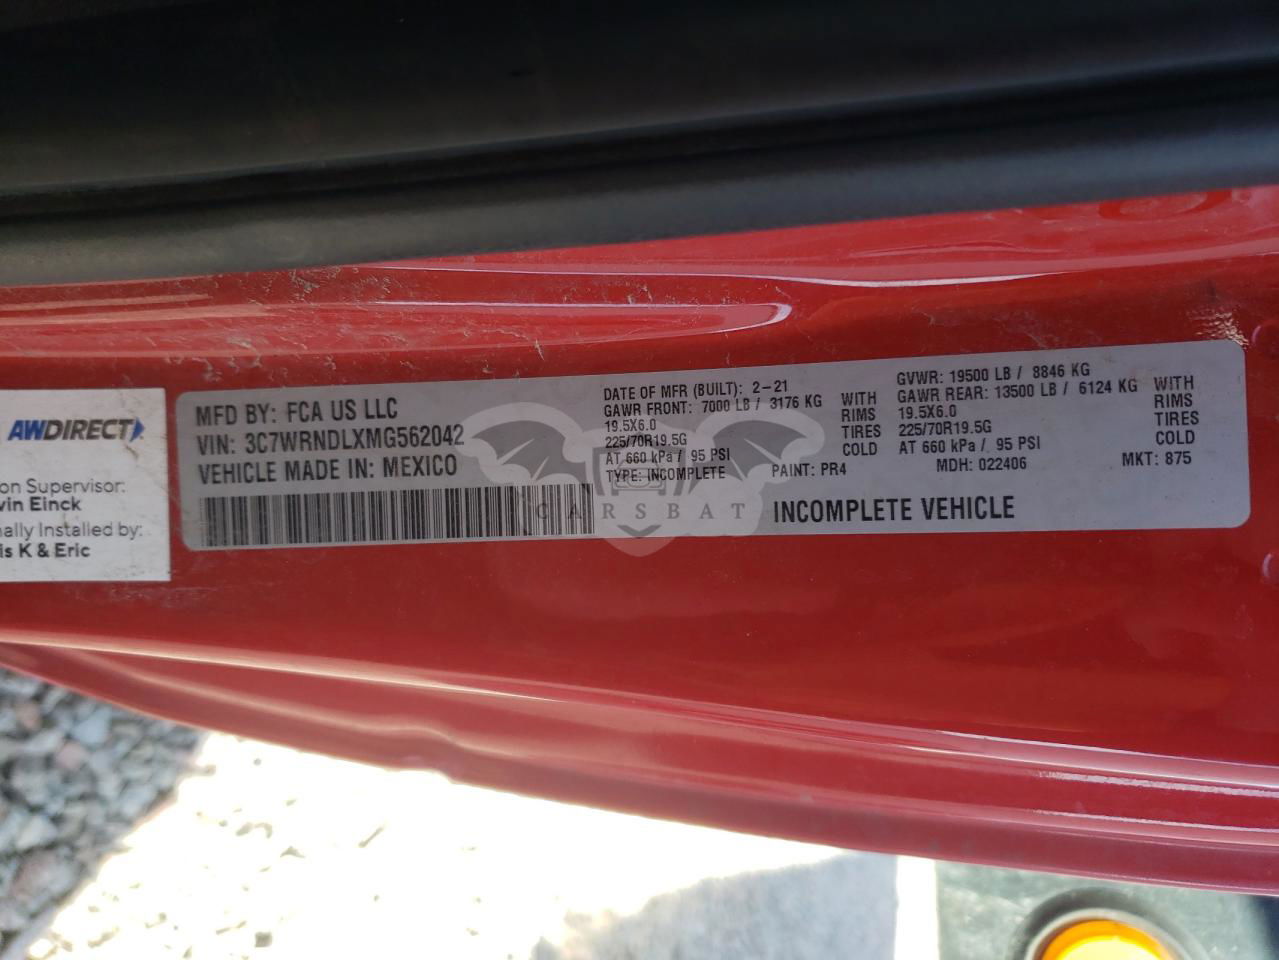 AWDIRECT
on Supervisor:
vin Einck
nally Installed by:
is K & Eric
MFD BY: FCA US LLC
VIN: 3C7WRNDLXMG562042
VEHICLE MADE IN: MEXICO
DATE OF MFR (BUILT): 2-21
GAWR FRONT: 7000 LB / 3176 KG WITH
19.5X6.0 RIMS
225/70R19.5G TIRES
AT 660 kPa / 95 PSI COLD
TYPE: INCOMPLETE PAINT: PR4
GVWR: 19500 LB / 8846 KG
GAWR REAR: 13500 LB / 6124 KG WITH
19.5X6.0 RIMS
225/70R19.5G TIRES
AT 660 kPa / 95 PSI COLD
MDH: 022406 MKT: 875
INCOMPLETE VEHICLE
CARSBAT